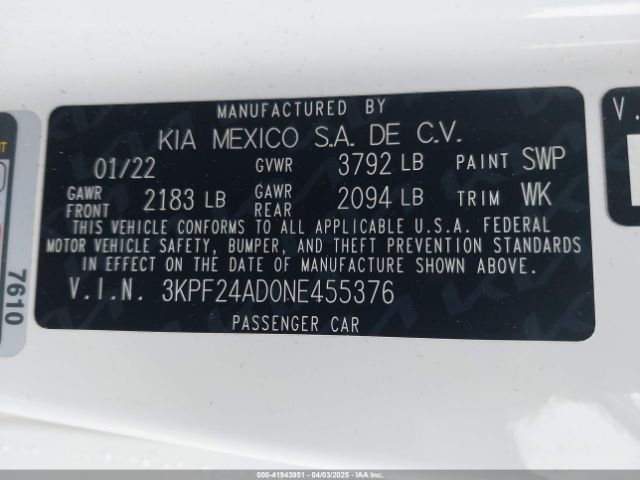 MANUFACTURED BY
KIA MEXICO S.A. DE C.V.
01/22 GVWR 3792 LB PAINT SWP
GAWR FRONT 2183 LB GAWR REAR 2094 LB TRIM WK
THIS VEHICLE CONFORMS TO ALL APPLICABLE U.S.A. FEDERAL
MOTOR VEHICLE SAFETY, BUMPER, AND THEFT PREVENTION STANDARDS
IN EFFECT ON THE DATE OF MANUFACTURE SHOWN ABOVE.
V.I.N. 3KPF24AD0NE455376
PASSENGER CAR
7610
V.
000-41943951 - 04/03/2025 - IAAI.COM